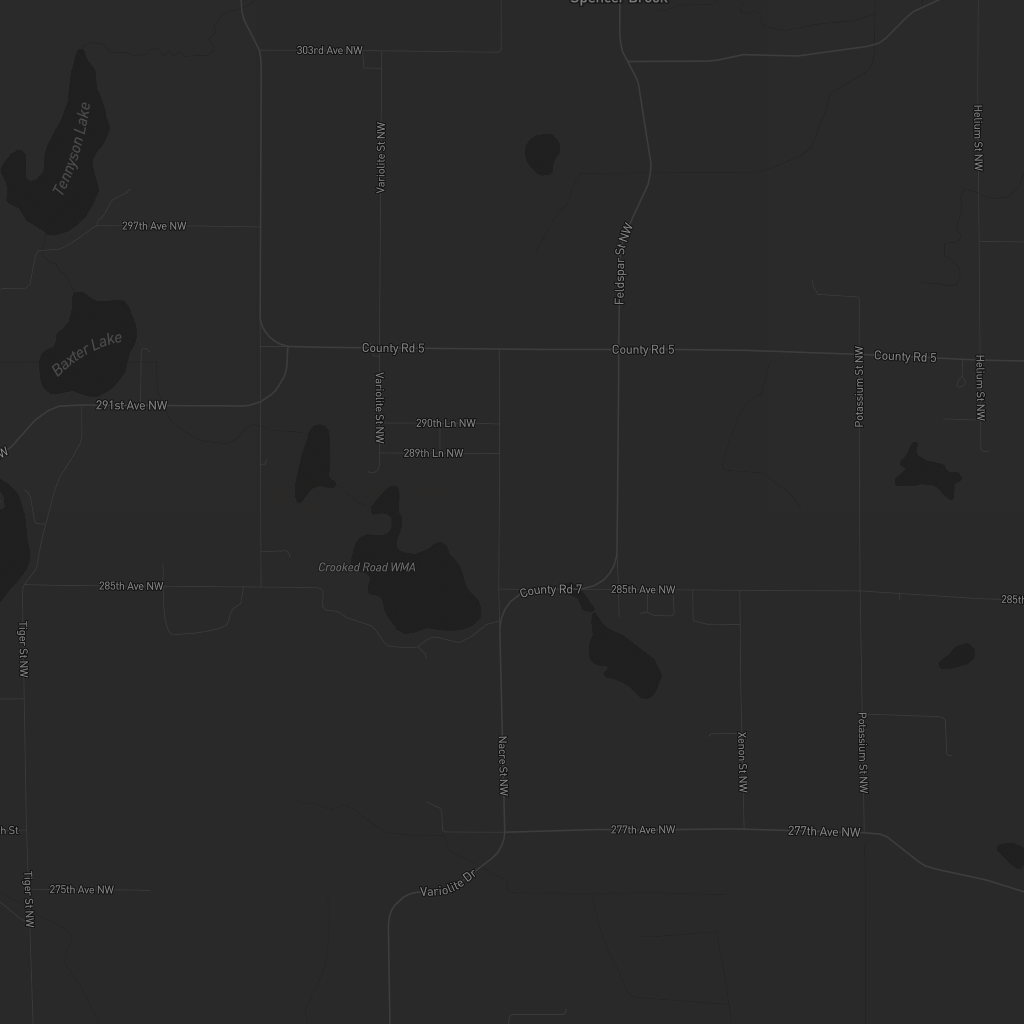 Spencer Brook
303rd Ave NW
Tennyson Lake
Variolite St NW
Helium St NW
297th Ave NW
Feldspar St NW
Baxter Lake
County Rd 5
County Rd 5
County Rd 5
Potassium St NW
Helium St NW
Variolite St NW
291st Ave NW
290th Ln NW
289th Ln NW
W
Crooked Road WMA
285th Ave NW
County Rd 7
285th Ave NW
285th
Tiger St NW
Nacre St NW
Xenon St NW
Potassium St NW
h St
277th Ave NW
277th Ave NW
Variolite Dr
275th Ave NW
Tiger St NW